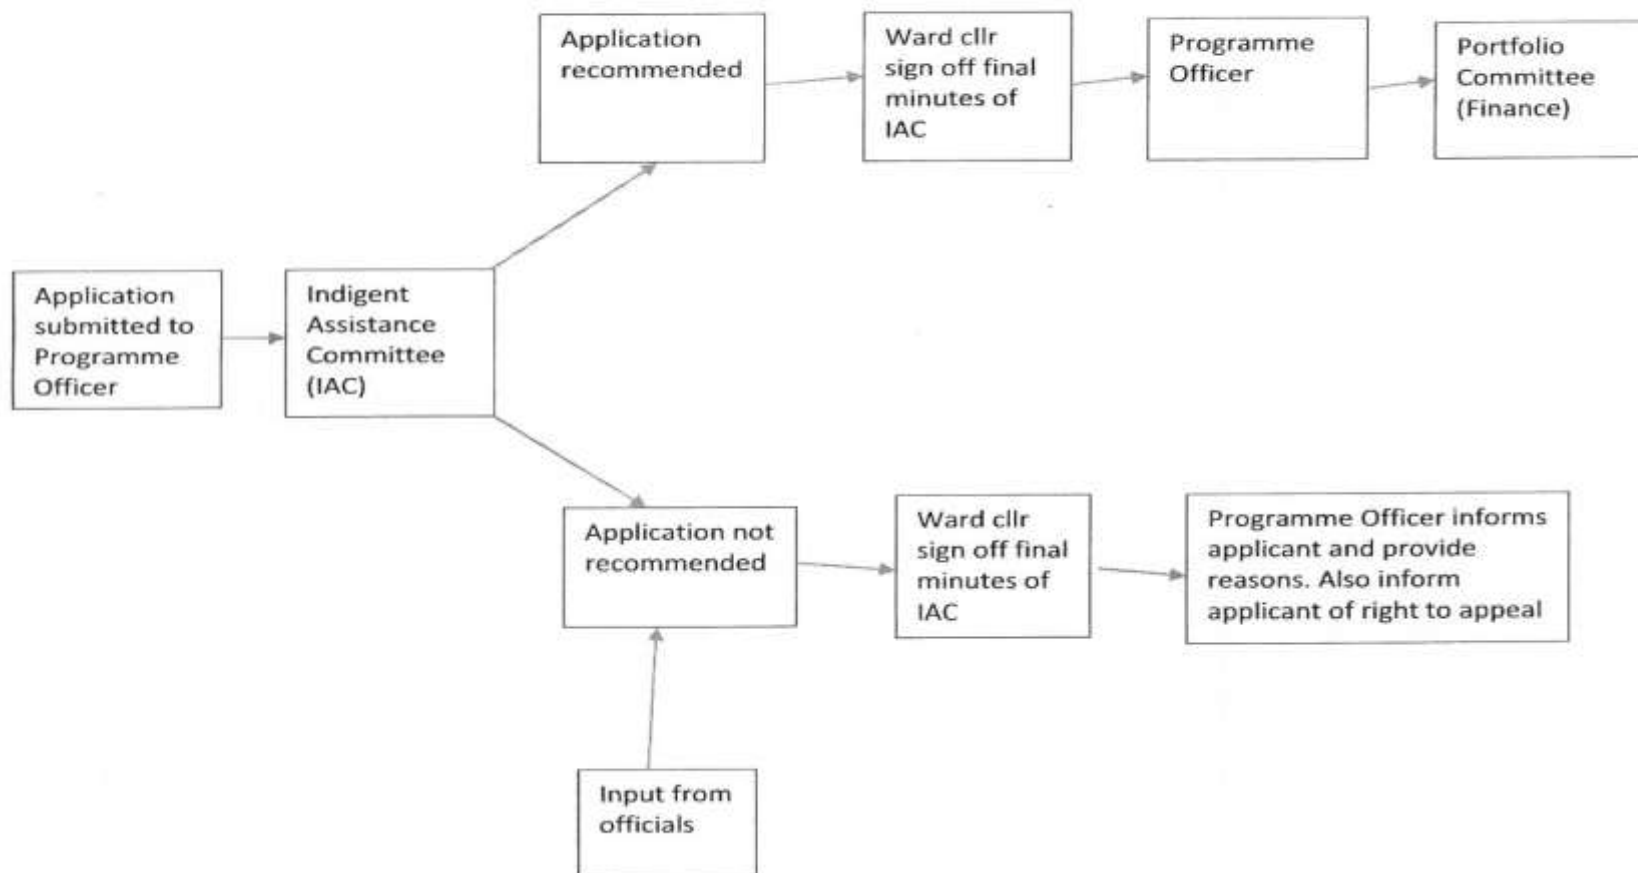 Application
recommended
Ward cllr
sign off final
minutes of
IAC
Programme
Officer
Portfolio
Committee
(Finance)
Application
submitted to
Programme
Officer
Indigent
Assistance
Committee
(IAC)
Application not
recommended
Ward cllr
sign off final
minutes of
IAC
Programme Officer informs
applicant and provide
reasons. Also inform
applicant of right to appeal
Input from
officials